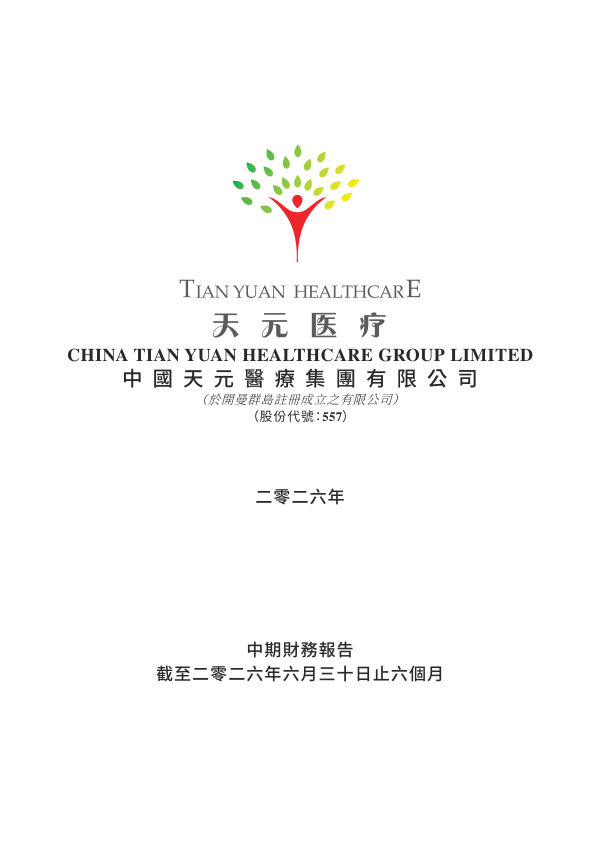 TIAN YUAN HEALTHCARE
天元医疗
CHINA TIAN YUAN HEALTHCARE GROUP LIMITED
中國天元醫療集團有限公司
（於開曼群島註冊成立之有限公司）
（股份代號：557）
二零二六年
中期財務報告
截至二零二六年六月三十日止六個月